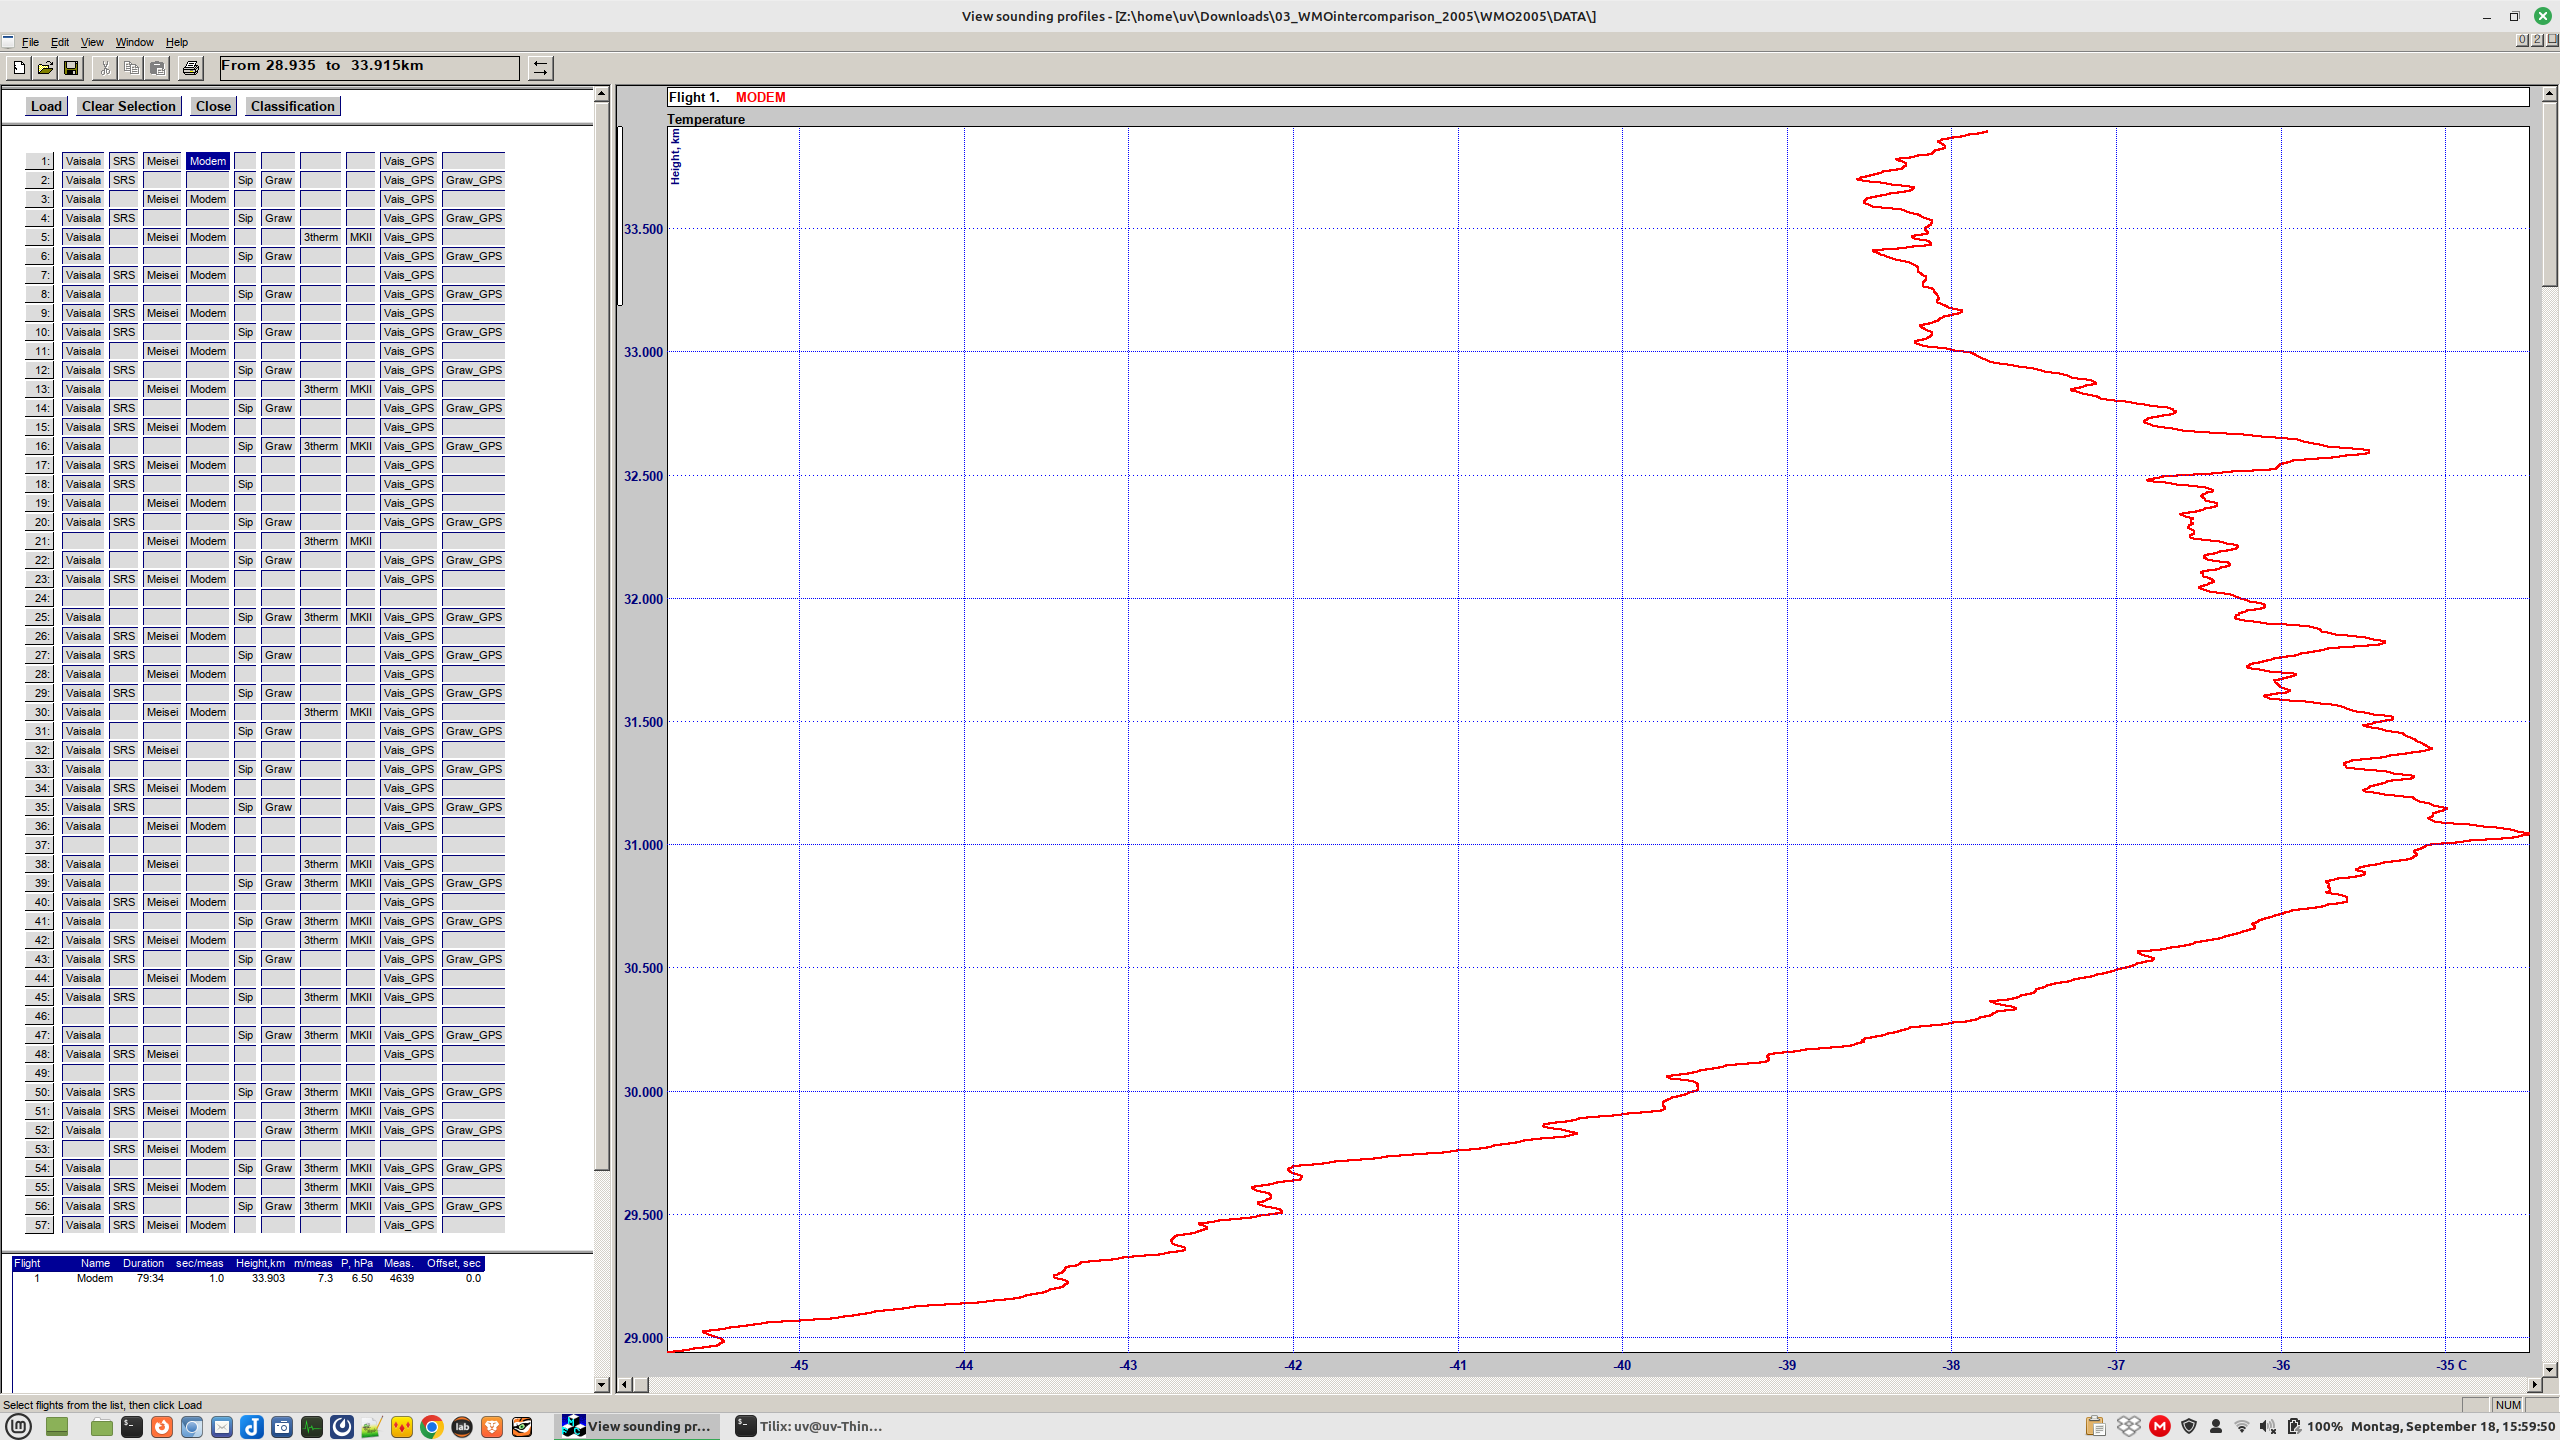 View sounding profiles - [Z:\home\uv\Downloads\03_WMOintercomparison_2005\WMO2005\DATA\]
File Edit View Window Help
From 28.935 to 33.915km
Load Clear Selection Close Classification
1: Vaisala SRS Meisei Modem Vais_GPS
2: Vaisala SRS Sip Graw Vais_GPS Graw_GPS
3: Vaisala Meisei Modem Vais_GPS
4: Vaisala SRS Sip Graw Vais_GPS Graw_GPS
5: Vaisala Meisei Modem 3therm MKII Vais_GPS
6: Vaisala Sip Graw Vais_GPS Graw_GPS
7: Vaisala SRS Meisei Modem Vais_GPS
8: Vaisala Sip Graw Vais_GPS Graw_GPS
9: Vaisala SRS Meisei Modem Vais_GPS
10: Vaisala SRS Sip Graw Vais_GPS Graw_GPS
11: Vaisala Meisei Modem Vais_GPS
12: Vaisala SRS Sip Graw Vais_GPS Graw_GPS
13: Vaisala Meisei Modem 3therm MKII Vais_GPS
14: Vaisala SRS Sip Graw Vais_GPS Graw_GPS
15: Vaisala SRS Meisei Modem Vais_GPS
16: Vaisala Sip Graw 3therm MKII Vais_GPS Graw_GPS
17: Vaisala SRS Meisei Modem Vais_GPS
18: Vaisala SRS Sip Vais_GPS
19: Vaisala Meisei Modem Vais_GPS
20: Vaisala SRS Sip Graw Vais_GPS Graw_GPS
21: Meisei Modem 3therm MKII
22: Vaisala Sip Graw Vais_GPS Graw_GPS
23: Vaisala SRS Meisei Modem Vais_GPS
24:
25: Vaisala Sip Graw 3therm MKII Vais_GPS Graw_GPS
26: Vaisala SRS Meisei Modem Vais_GPS
27: Vaisala SRS Sip Graw Vais_GPS Graw_GPS
28: Vaisala Meisei Modem Vais_GPS
29: Vaisala SRS Sip Graw Vais_GPS Graw_GPS
30: Vaisala Meisei Modem 3therm MKII Vais_GPS
31: Vaisala Sip Graw Vais_GPS Graw_GPS
32: Vaisala SRS Meisei Vais_GPS
33: Vaisala Sip Graw Vais_GPS Graw_GPS
34: Vaisala SRS Meisei Modem Vais_GPS
35: Vaisala SRS Sip Graw Vais_GPS Graw_GPS
36: Vaisala Meisei Modem Vais_GPS
37:
38: Vaisala Meisei 3therm MKII Vais_GPS
39: Vaisala Sip Graw 3therm MKII Vais_GPS Graw_GPS
40: Vaisala SRS Meisei Modem Vais_GPS
41: Vaisala Sip Graw 3therm MKII Vais_GPS Graw_GPS
42: Vaisala SRS Meisei Modem 3therm MKII Vais_GPS
43: Vaisala SRS Sip Graw Vais_GPS Graw_GPS
44: Vaisala Meisei Modem Vais_GPS
45: Vaisala SRS Sip 3therm MKII Vais_GPS
46:
47: Vaisala Sip Graw 3therm MKII Vais_GPS Graw_GPS
48: Vaisala SRS Meisei Vais_GPS
49:
50: Vaisala SRS Sip Graw 3therm MKII Vais_GPS Graw_GPS
51: Vaisala SRS Meisei Modem 3therm MKII Vais_GPS
52: Vaisala Graw 3therm MKII Vais_GPS Graw_GPS
53: SRS Meisei Modem Vais_GPS
54: Vaisala Sip Graw 3therm MKII Vais_GPS Graw_GPS
55: Vaisala SRS Meisei Modem 3therm MKII Vais_GPS
56: Vaisala SRS Sip Graw 3therm MKII Vais_GPS Graw_GPS
57: Vaisala SRS Meisei Modem Vais_GPS
Flight Name Duration sec/meas Height,km m/meas P, hPa Meas. Offset, sec
1 Modem 79:34 1.0 33.903 7.3 6.50 4639 0.0
Flight 1. MODEM
Temperature
Height, km
33.500
33.000
32.500
32.000
31.500
31.000
30.500
30.000
29.500
29.000
-45 -44 -43 -42 -41 -40 -39 -38 -37 -36 -35 C
Select flights from the list, then click Load
NUM
View sounding pr... Tilix: uv@uv-Thin... 100% Montag, September 18, 15:59:50